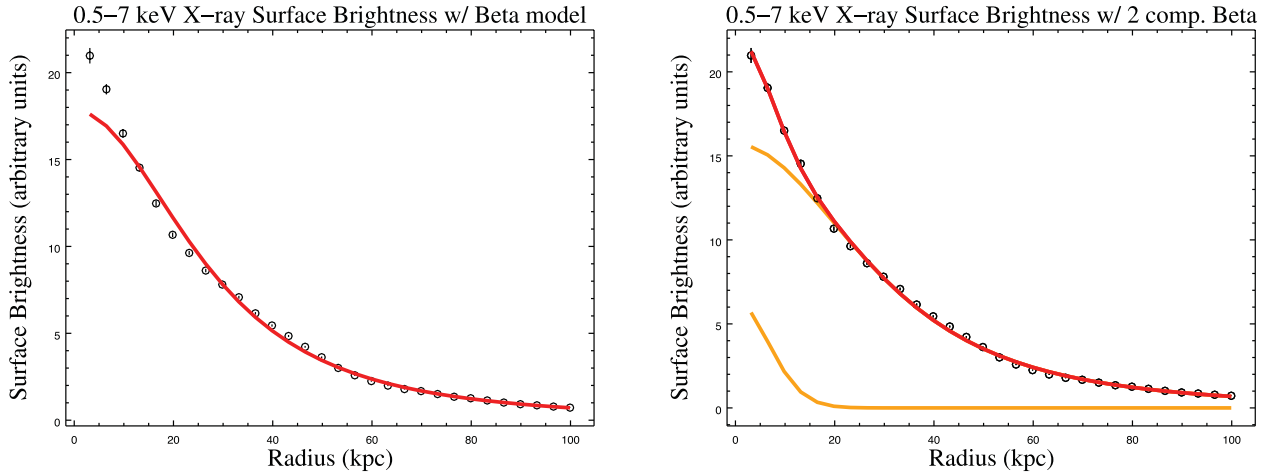 0.5−7 keV X−ray Surface Brightness w/ Beta model
Surface Brightness (arbitrary units)
20
15
10
5
0
0 20 40 60 80 100
Radius (kpc)
0.5−7 keV X−ray Surface Brightness w/ 2 comp. Beta
Surface Brightness (arbitrary units)
20
15
10
5
0
0 20 40 60 80 100
Radius (kpc)